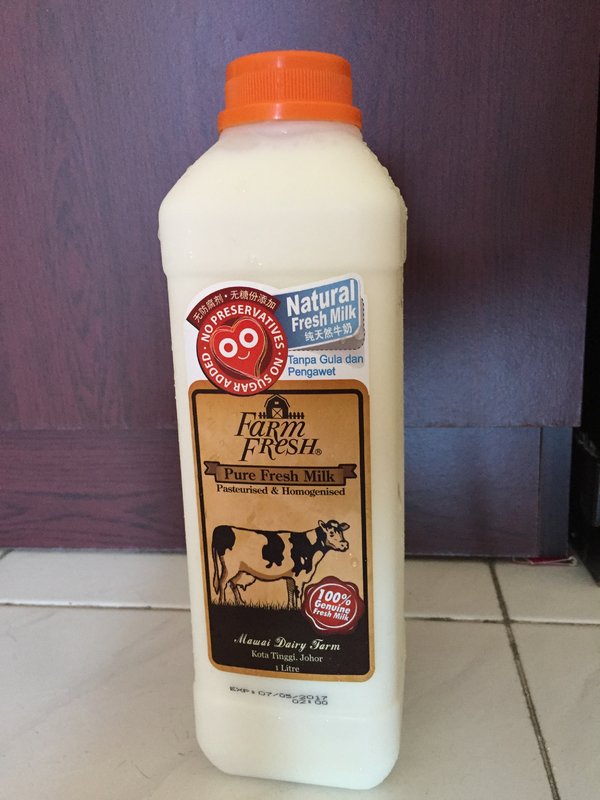 无防腐剂·无糖份添加
NO PRESERVATIVES · NO SUGAR ADDED ·
Natural
Fresh Milk
纯天然牛奶
Tanpa Gula dan
Pengawet
FARM
FRESH®
Pure Fresh Milk
Pasteurised & Homogenised
100%
Genuine
Fresh Milk
Mawai Dairy Farm
Kota Tinggi, Johor
1 Litre
EXP:07/05/2017
02:00